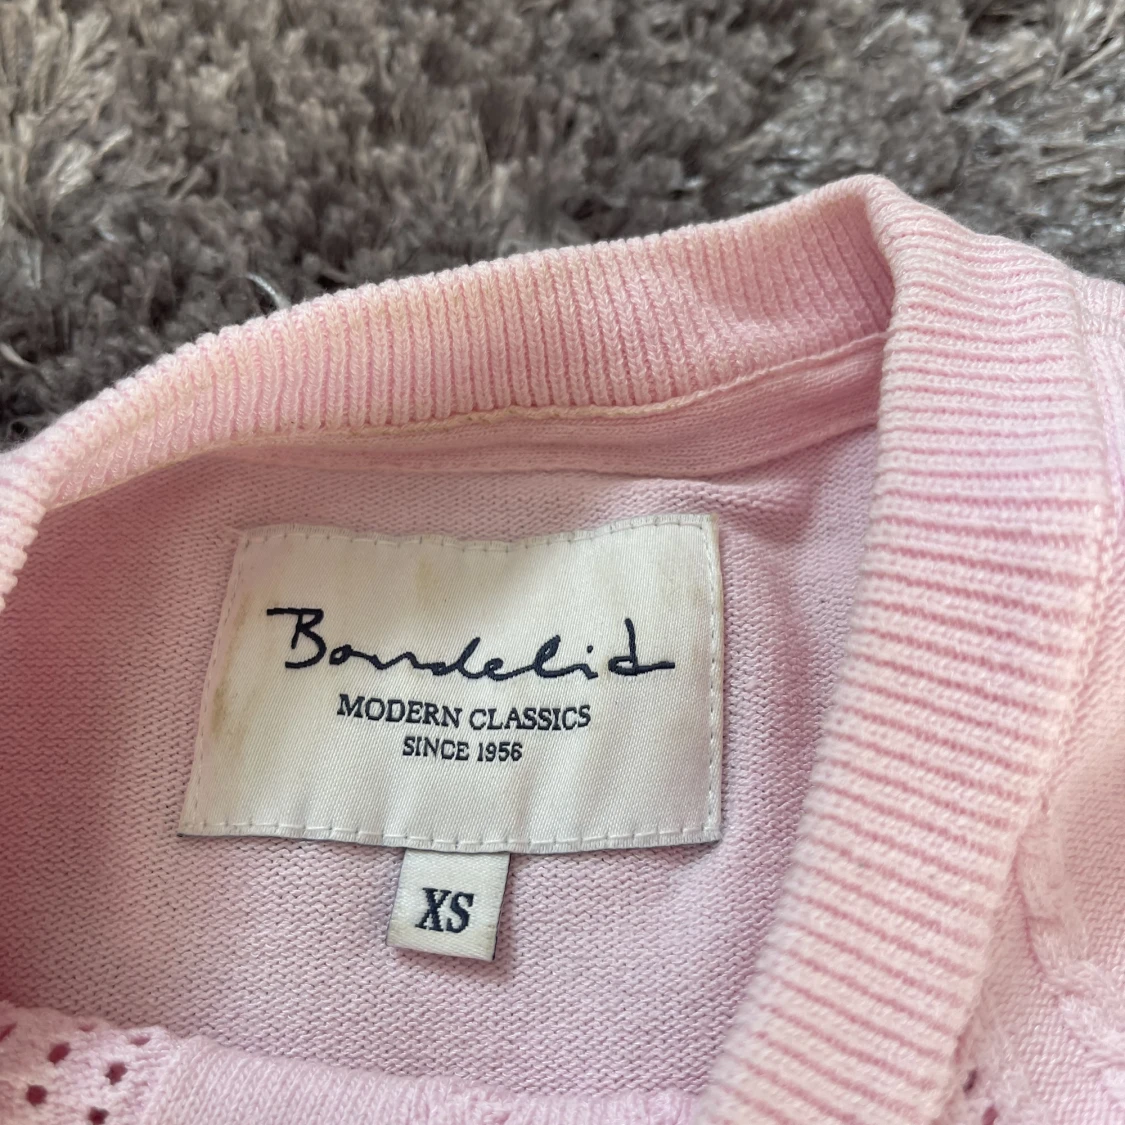 Bondelid
MODERN CLASSICS
SINCE 1956
XS